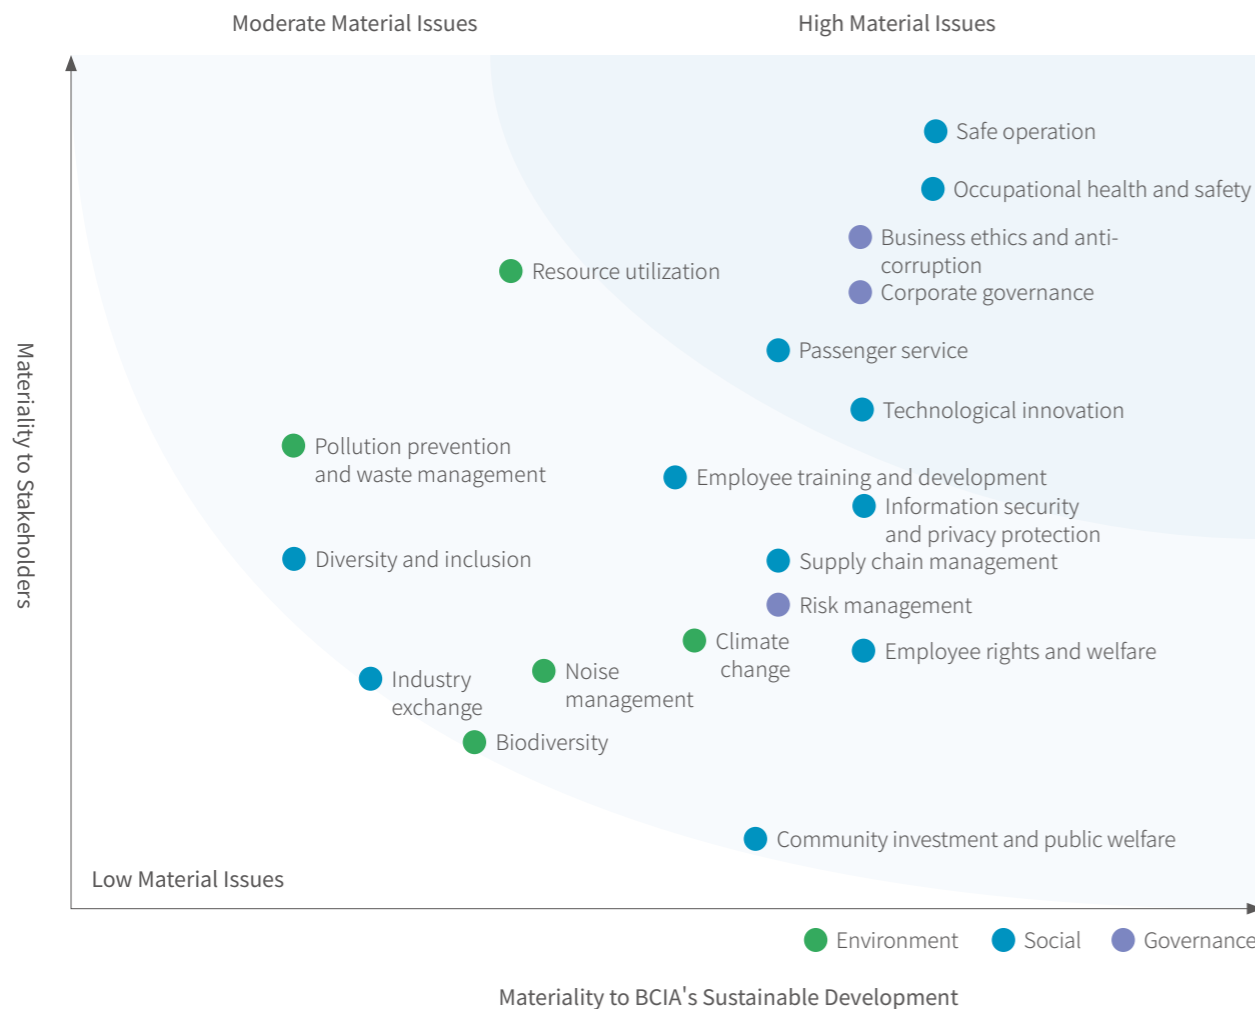 Moderate Material Issues
High Material Issues
Safe operation
Occupational health and safety
Business ethics and anti-
corruption
Resource utilization
Corporate governance
Passenger service
Technological innovation
Pollution prevention
and waste management
Employee training and development
Information security
and privacy protection
Diversity and inclusion
Supply chain management
Risk management
Climate
change
Employee rights and welfare
Industry
exchange
Noise
management
Biodiversity
Community investment and public welfare
Low Material Issues
Materiality to Stakeholders
Environment
Social
Governance
Materiality to BCIA's Sustainable Development